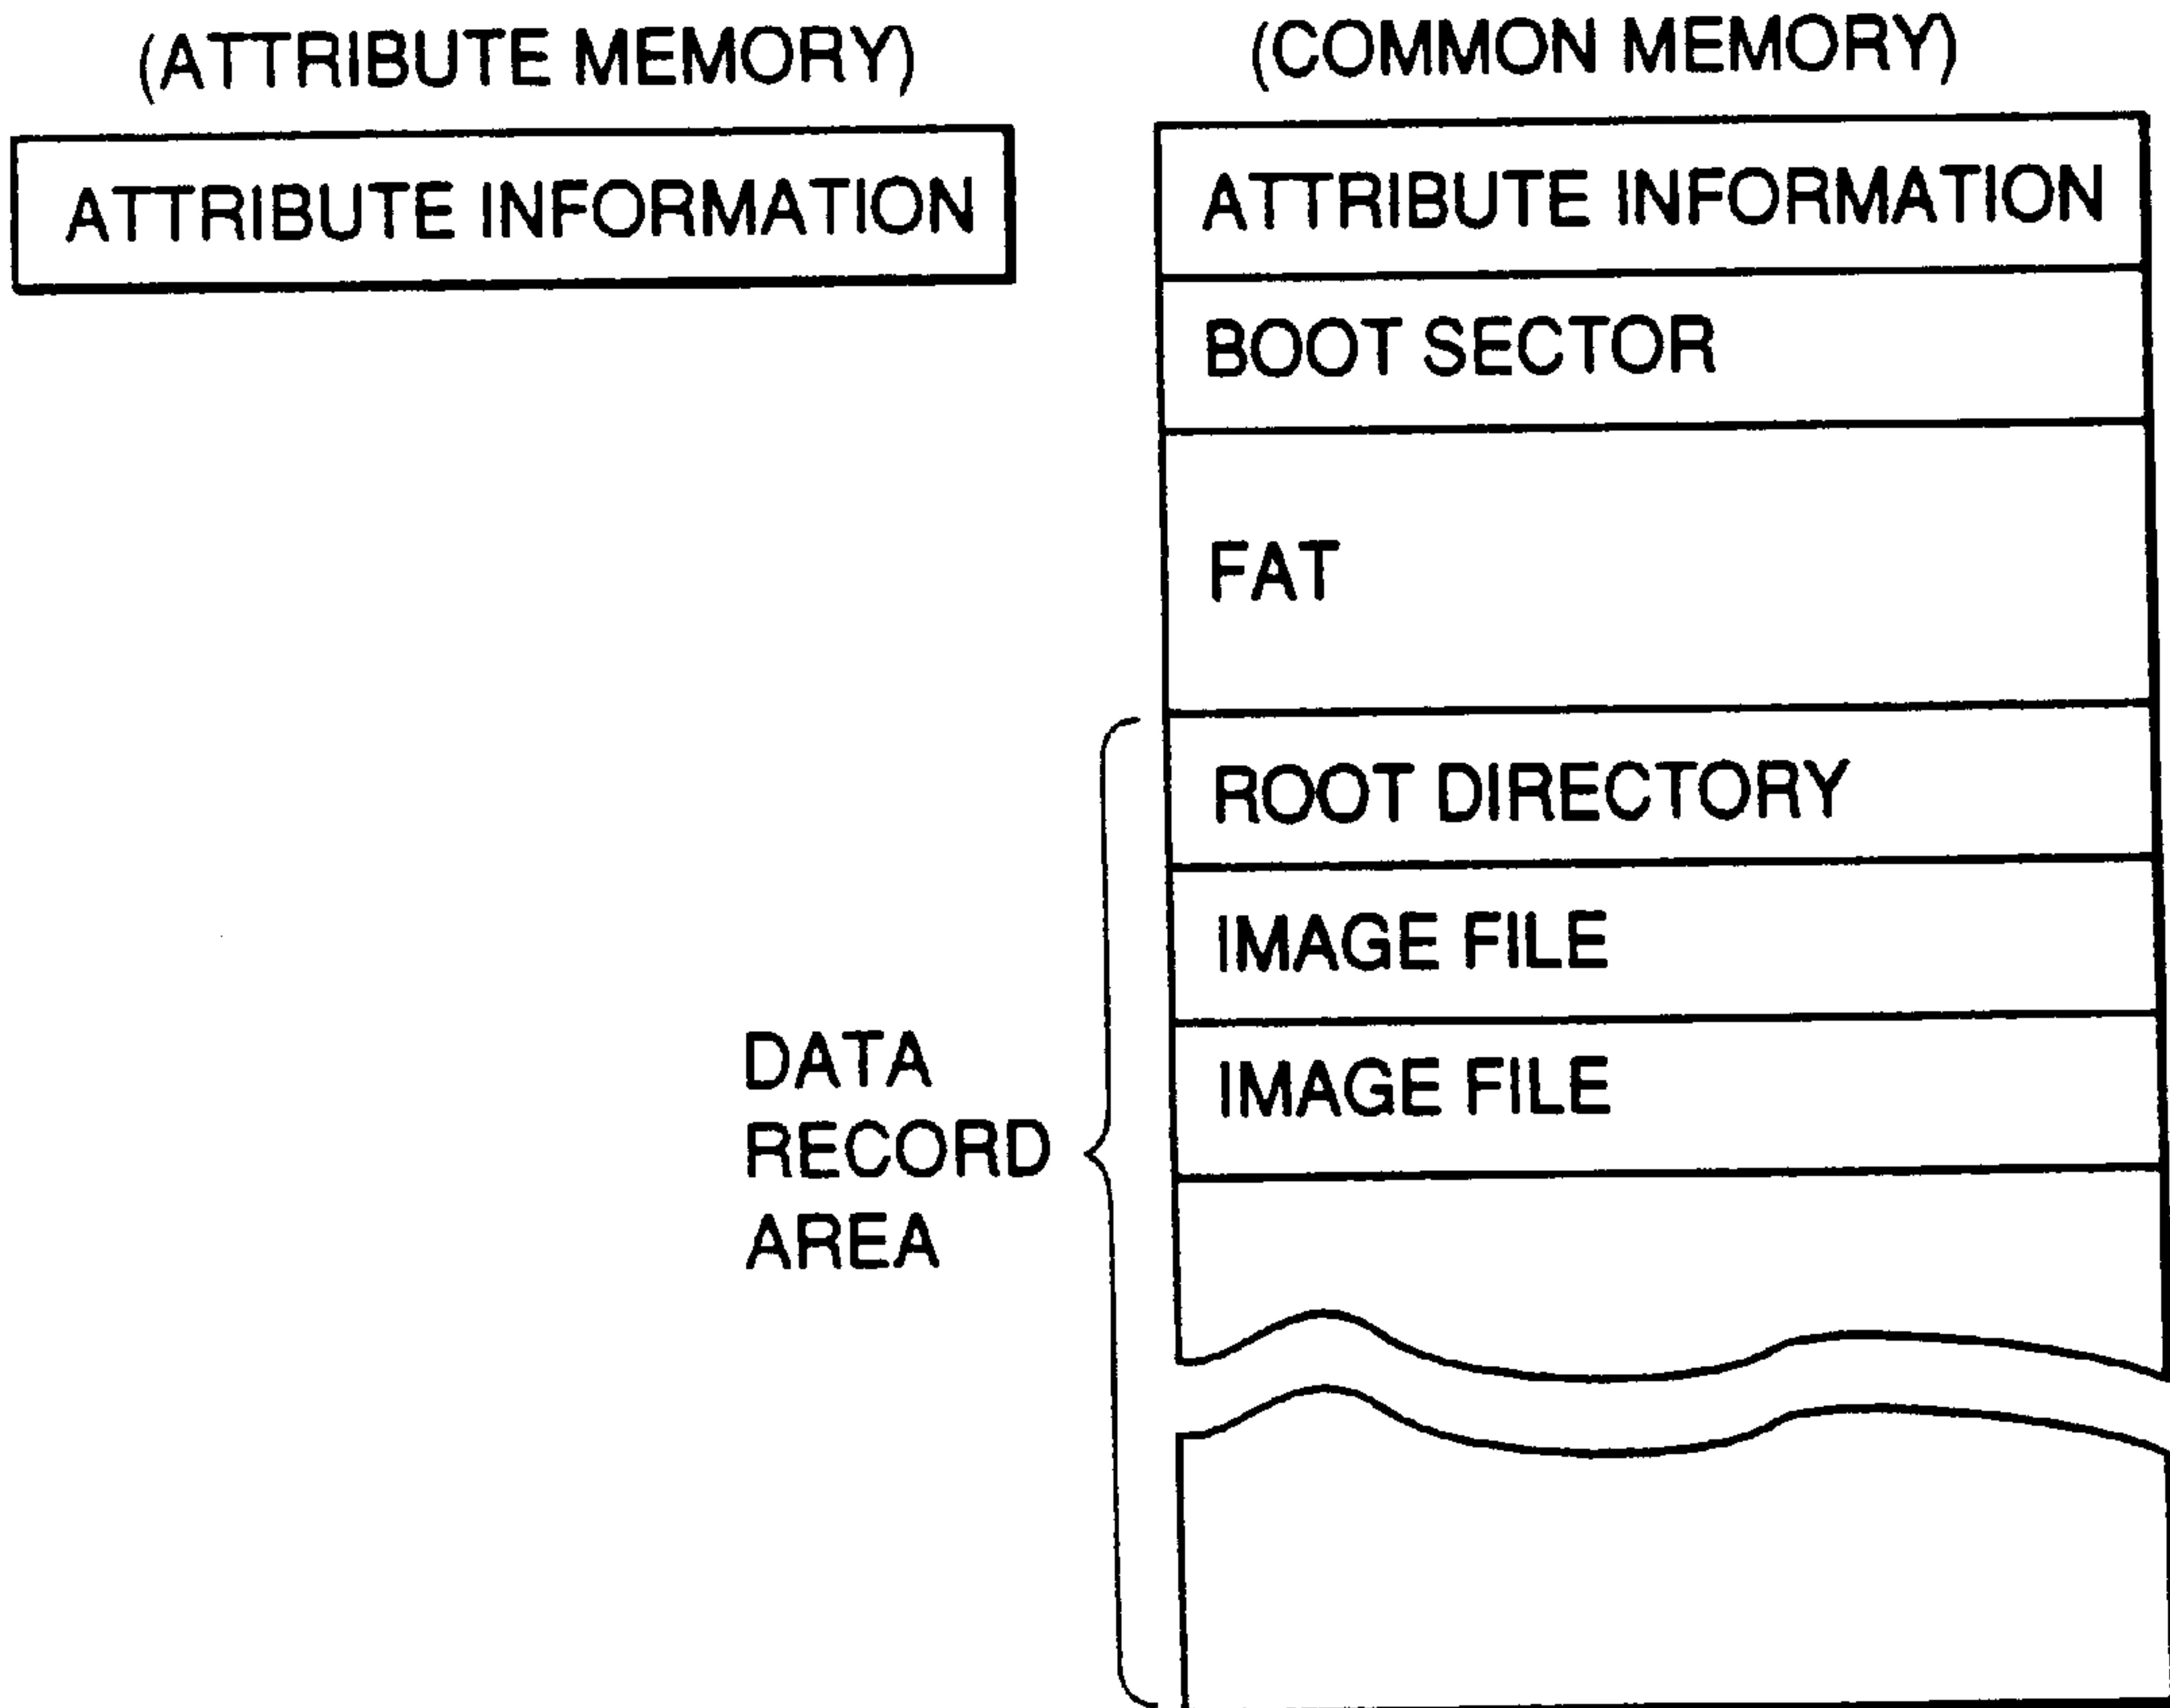 (ATTRIBUTE MEMORY)
ATTRIBUTE INFORMATION
(COMMON MEMORY)
ATTRIBUTE INFORMATION
BOOT SECTOR
FAT
ROOT DIRECTORY
IMAGE FILE
IMAGE FILE
DATA
RECORD
AREA